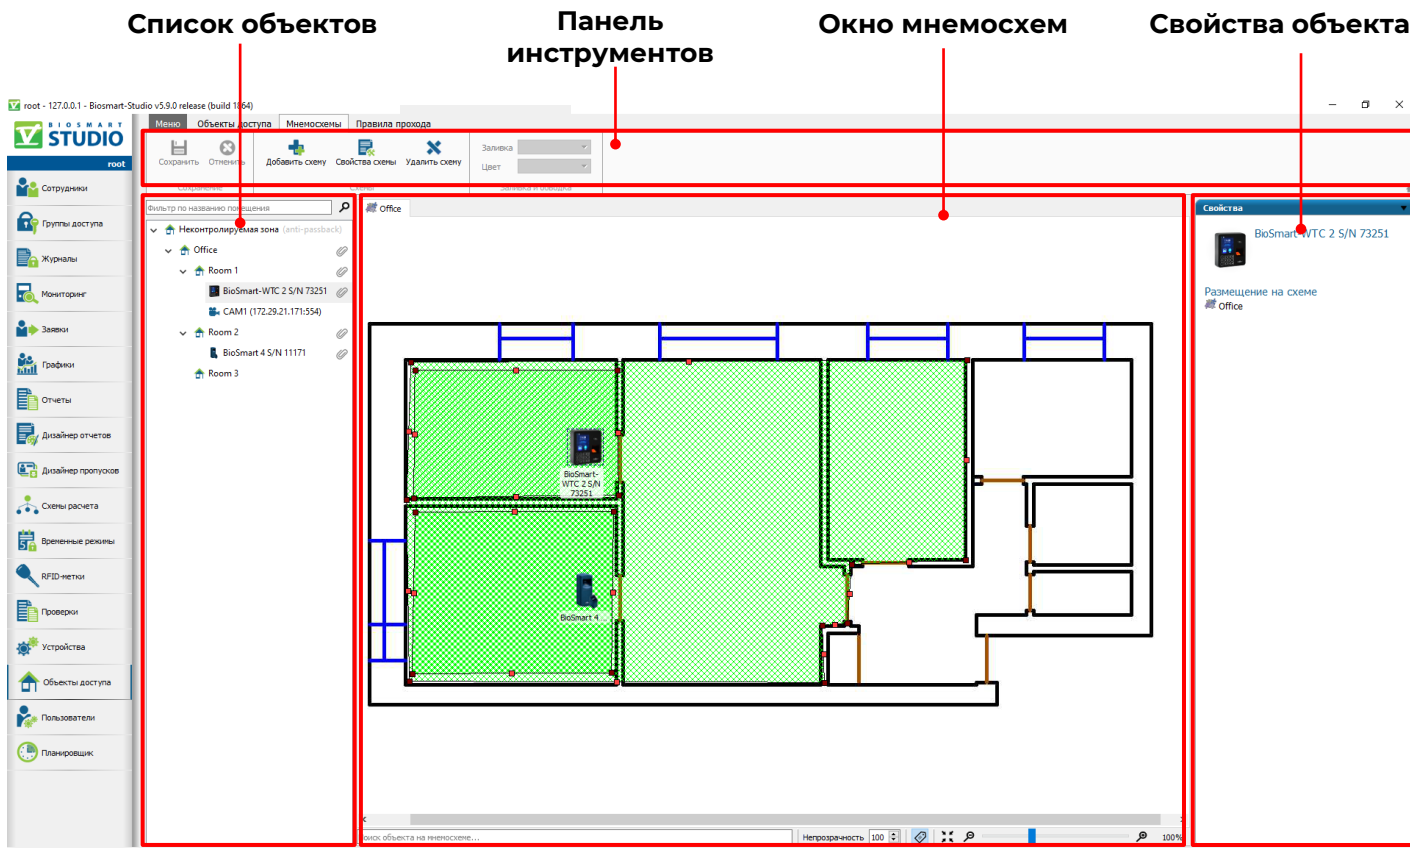 Список объектов
Панель
инструментов
Окно мнемосхем
Свойства объекта
root - 127.0.0.1 - Biosmart-Studio v5.9.0 release (build 1864)
BIOSMART
STUDIO
root
Меню Объекты доступа Мнемосхемы Правила прохода
Сохранить Отменить Добавить схему Свойства схемы Удалить схему
Заливка
Цвет
Сохранение Схемы Заливка и обводка
Сотрудники
Группы доступа
Журналы
Мониторинг
Заявки
Графики
Отчеты
Дизайнер отчетов
Дизайнер пропусков
Схемы расчета
Временные режимы
RFID-метки
Проверки
Устройства
Объекты доступа
Пользователи
Планировщик
Фильтр по названию помещения
Неконтролируемая зона (anti-passback)
Office
Room 1
BioSmart-WTC 2 S/N 73251
CAM1 (172.29.21.171:554)
Room 2
BioSmart 4 S/N 11171
Room 3
Office
BioSmart-
WTC 2 S/N
73251
BioSmart 4 ...
Поиск объекта на мнемосхеме...
Непрозрачность 100
100%
Свойства
BioSmart-WTC 2 S/N 73251
Размещение на схеме
Office